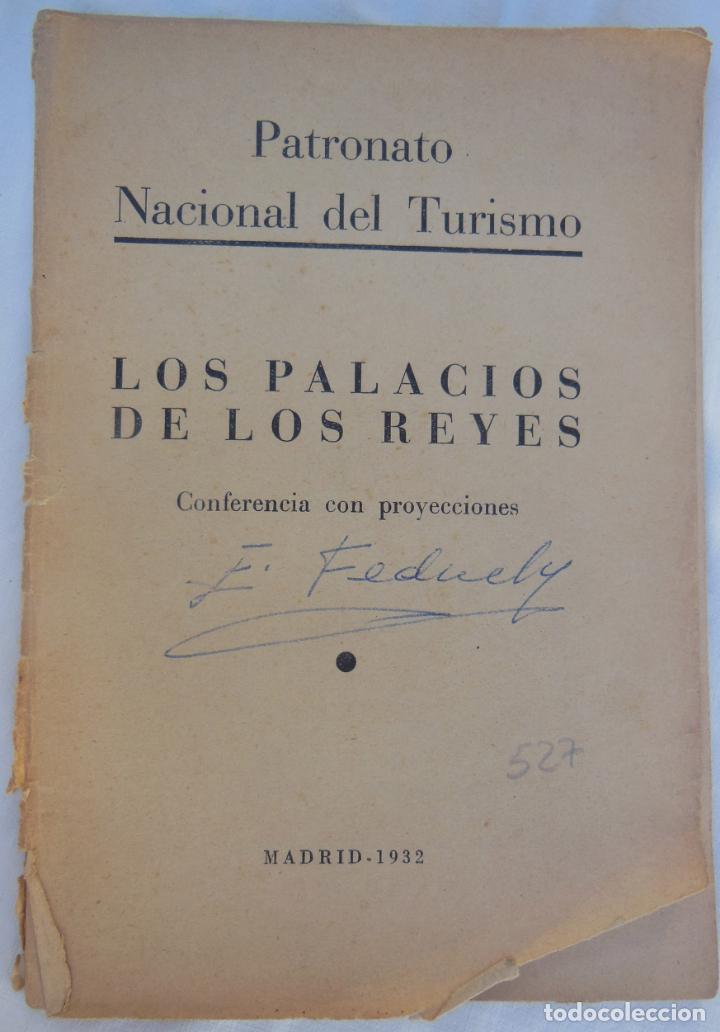 Patronato
Nacional del Turismo
LOS PALACIOS
DE LOS REYES
Conferencia con proyecciones
527
MADRID-1932
todocoleccion